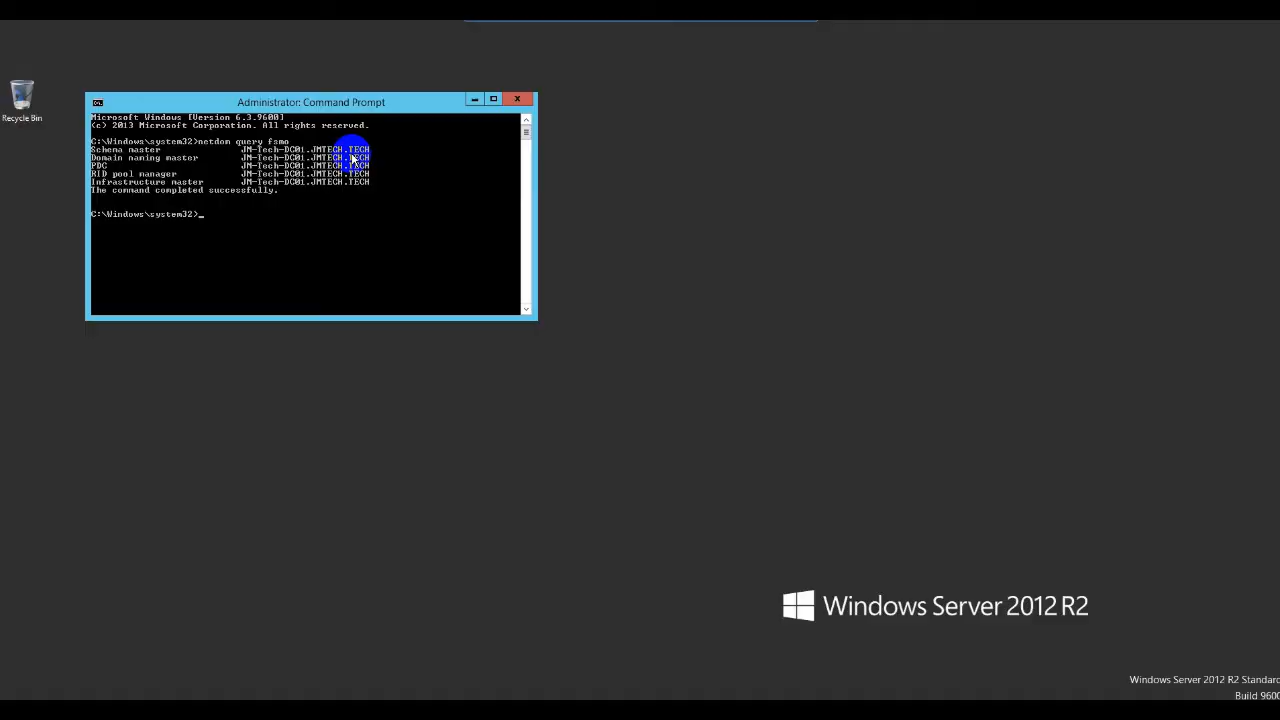 Recycle Bin
Administrator: Command Prompt
Microsoft Windows [Version 6.3.9600]
(c) 2013 Microsoft Corporation. All rights reserved.
C:\Windows\system32>netdom query fsmo
Schema master JM-Tech-DC01.JMTECH.TECH
Domain naming master JM-Tech-DC01.JMTECH.TECH
PDC JM-Tech-DC01.JMTECH.TECH
RID pool manager JM-Tech-DC01.JMTECH.TECH
Infrastructure master JM-Tech-DC01.JMTECH.TECH
The command completed successfully.
C:\Windows\system32>_
Windows Server 2012 R2
Windows Server 2012 R2 Standard
Build 9600